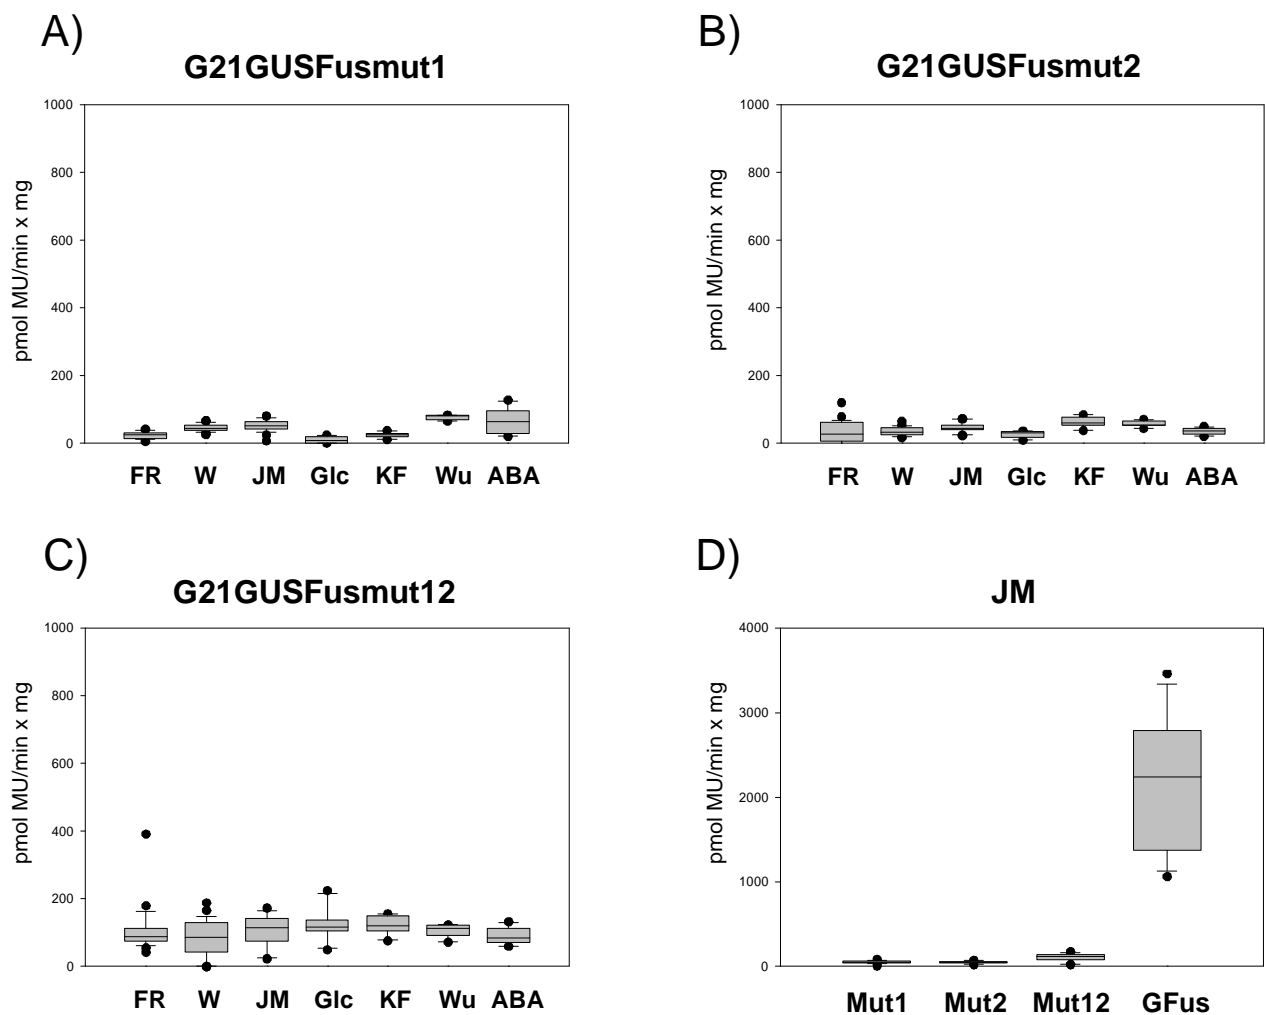 A)
G21GUSFusmut1
pmol MU/min x mg
1000
800
600
400
200
0
FR W JM Glc KF Wu ABA
B)
G21GUSFusmut2
pmol MU/min x mg
1000
800
600
400
200
0
FR W JM Glc KF Wu ABA
C)
G21GUSFusmut12
pmol MU/min x mg
1000
800
600
400
200
0
FR W JM Glc KF Wu ABA
D)
JM
pmol MU/min x mg
4000
3000
2000
1000
0
Mut1 Mut2 Mut12 GFus